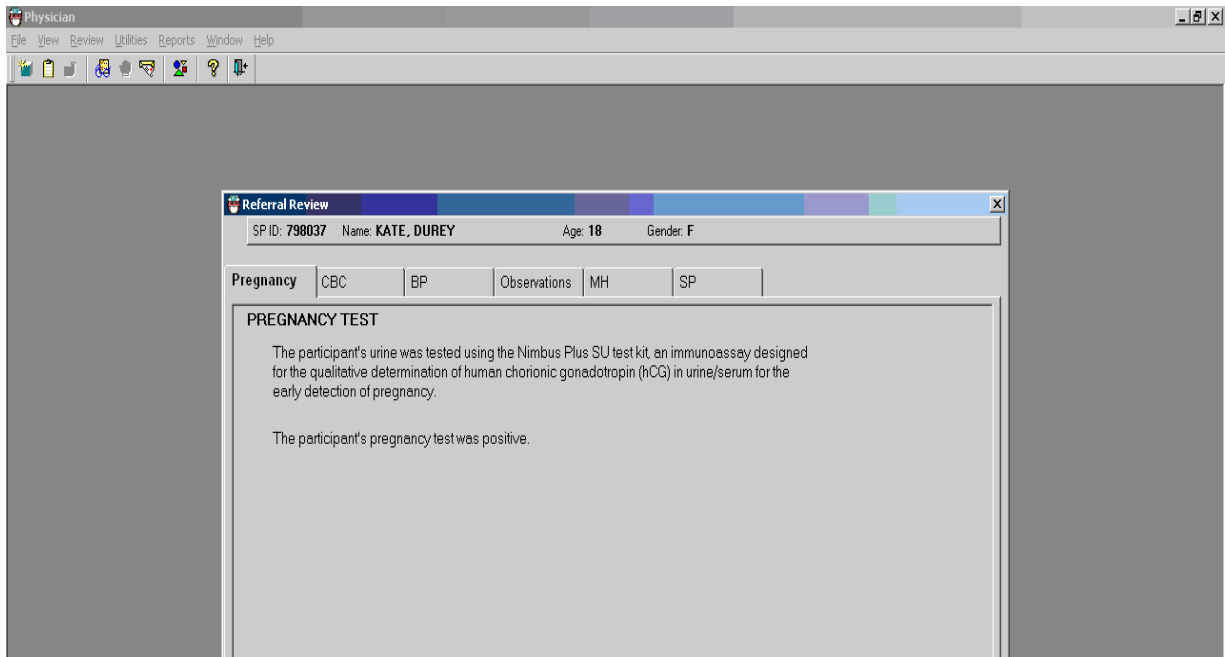 Physician
File View Review Utilities Reports Window Help
Referral Review
SP ID: 798037 Name: KATE, DUREY Age: 18 Gender: F
Pregnancy CBC BP Observations MH SP
PREGNANCY TEST
The participant's urine was tested using the Nimbus Plus SU test kit, an immunoassay designed
for the qualitative determination of human chorionic gonadotropin (hCG) in urine/serum for the
early detection of pregnancy.
The participant's pregnancy test was positive.